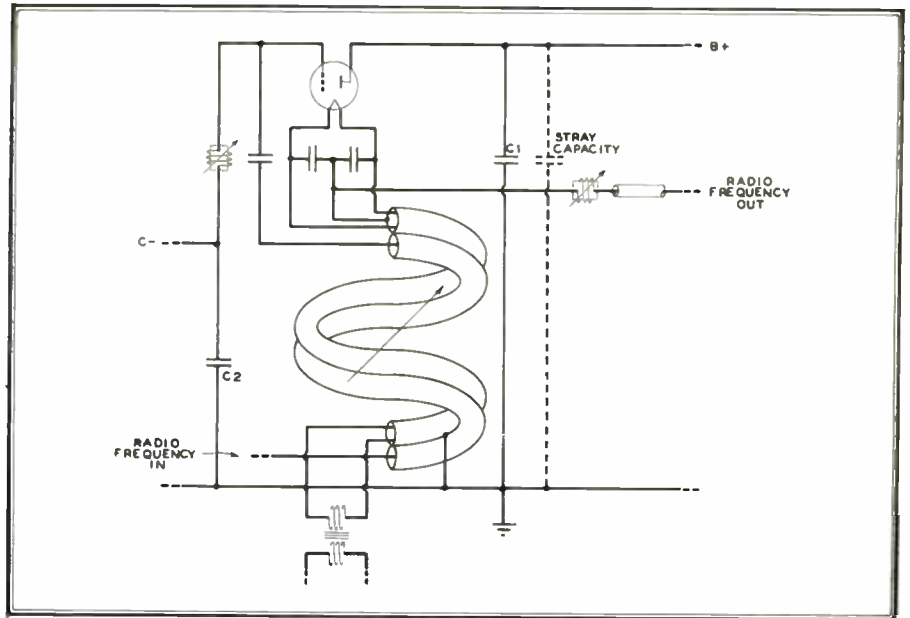 B+
STRAY
CAPACITY
C1
RADIO
FREQUENCY
OUT
C-
C2
RADIO
FREQUENCY
IN